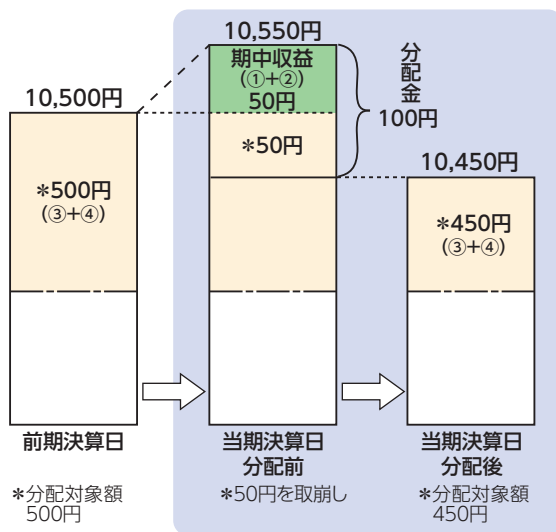 10,550円
期中収益
(①+②)
50円
分配金
100円
10,500円
*50円
10,450円
*500円
(③+④)
*450円
(③+④)
前期決算日
当期決算日
分配前
当期決算日
分配後
*分配対象額
500円
*50円を取崩し
*分配対象額
450円